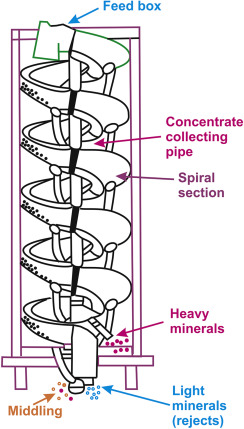 Feed box
Concentrate
collecting
pipe
Spiral
section
Heavy
minerals
Middling
Light
minerals
(rejects)